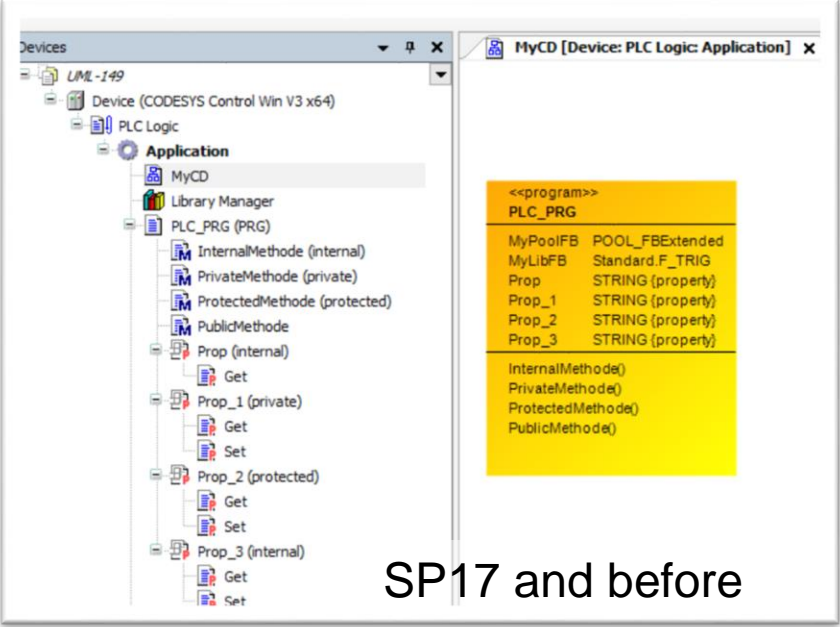 Devices
UML-149
Device (CODESYS Control Win V3 x64)
PLC Logic
Application
MyCD
Library Manager
PLC_PRG (PRG)
InternalMethode (internal)
PrivateMethode (private)
ProtectedMethode (protected)
PublicMethode
Prop (internal)
Get
Prop_1 (private)
Get
Set
Prop_2 (protected)
Get
Set
Prop_3 (internal)
Get
Set
MyCD [Device: PLC Logic: Application]
<<program>>
PLC_PRG
MyPoolFB POOL_FBExtended
MyLibFB Standard.F_TRIG
Prop STRING {property}
Prop_1 STRING {property}
Prop_2 STRING {property}
Prop_3 STRING {property}
InternalMethode()
PrivateMethode()
ProtectedMethode()
PublicMethode()
SP17 and before